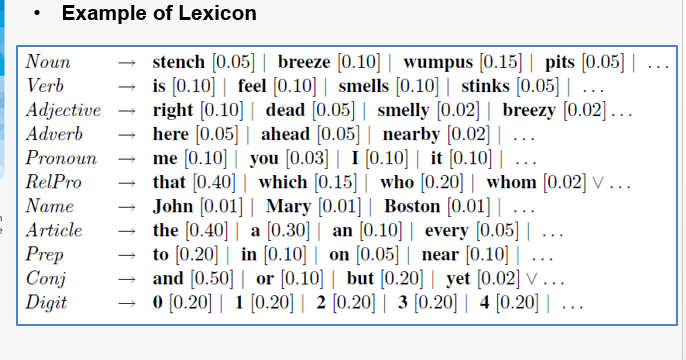 • Example of Lexicon
Noun → stench [0.05] | breeze [0.10] | wumpus [0.15] | pits [0.05] | ...
Verb → is [0.10] | feel [0.10] | smells [0.10] | stinks [0.05] | ...
Adjective → right [0.10] | dead [0.05] | smelly [0.02] | breezy [0.02] ...
Adverb → here [0.05] | ahead [0.05] | nearby [0.02] | ...
Pronoun → me [0.10] | you [0.03] | I [0.10] | it [0.10] | ...
RelPro → that [0.40] | which [0.15] | who [0.20] | whom [0.02] ∨ ...
Name → John [0.01] | Mary [0.01] | Boston [0.01] | ...
Article → the [0.40] | a [0.30] | an [0.10] | every [0.05] | ...
Prep → to [0.20] | in [0.10] | on [0.05] | near [0.10] | ...
Conj → and [0.50] | or [0.10] | but [0.20] | yet [0.02] ∨ ...
Digit → 0 [0.20] | 1 [0.20] | 2 [0.20] | 3 [0.20] | 4 [0.20] | ...